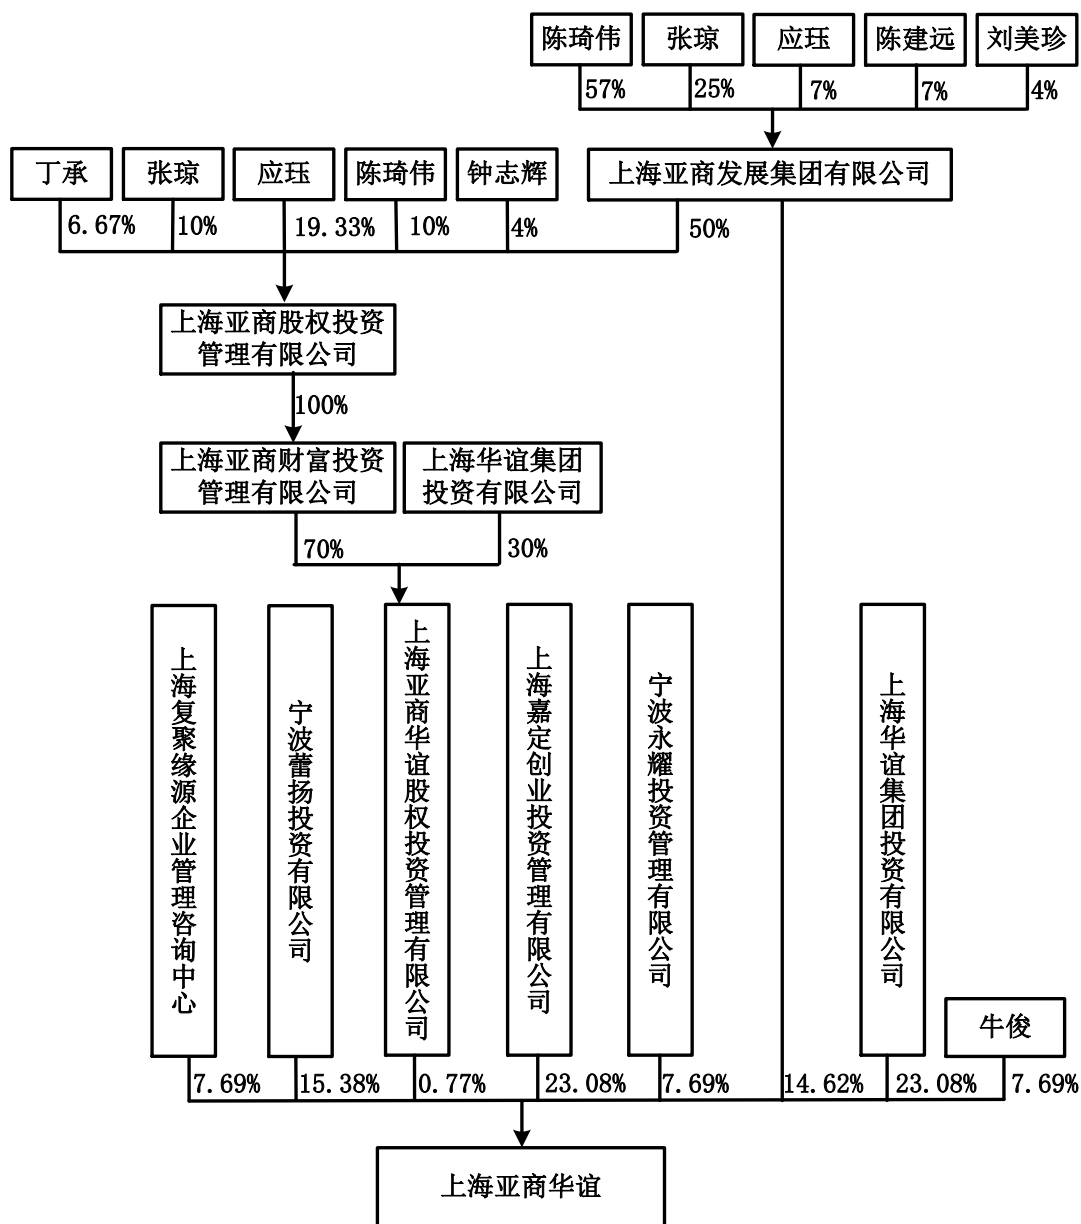 陈琦伟
张琼
应珏
陈建远
刘美珍
57%
25%
7%
7%
4%
丁承
张琼
应珏
陈琦伟
钟志辉
上海亚商发展集团有限公司
6.67%
10%
19.33%
10%
4%
50%
上海亚商股权投资
管理有限公司
100%
上海亚商财富投资
管理有限公司
上海华谊集团
投资有限公司
70%
30%
上海复聚缘源企业管理咨询中心
宁波蕾扬投资有限公司
上海亚商华谊股权投资管理有限公司
上海嘉定创业投资管理有限公司
宁波永耀投资管理有限公司
上海华谊集团投资有限公司
牛俊
7.69%
15.38%
0.77%
23.08%
7.69%
14.62%
23.08%
7.69%
上海亚商华谊